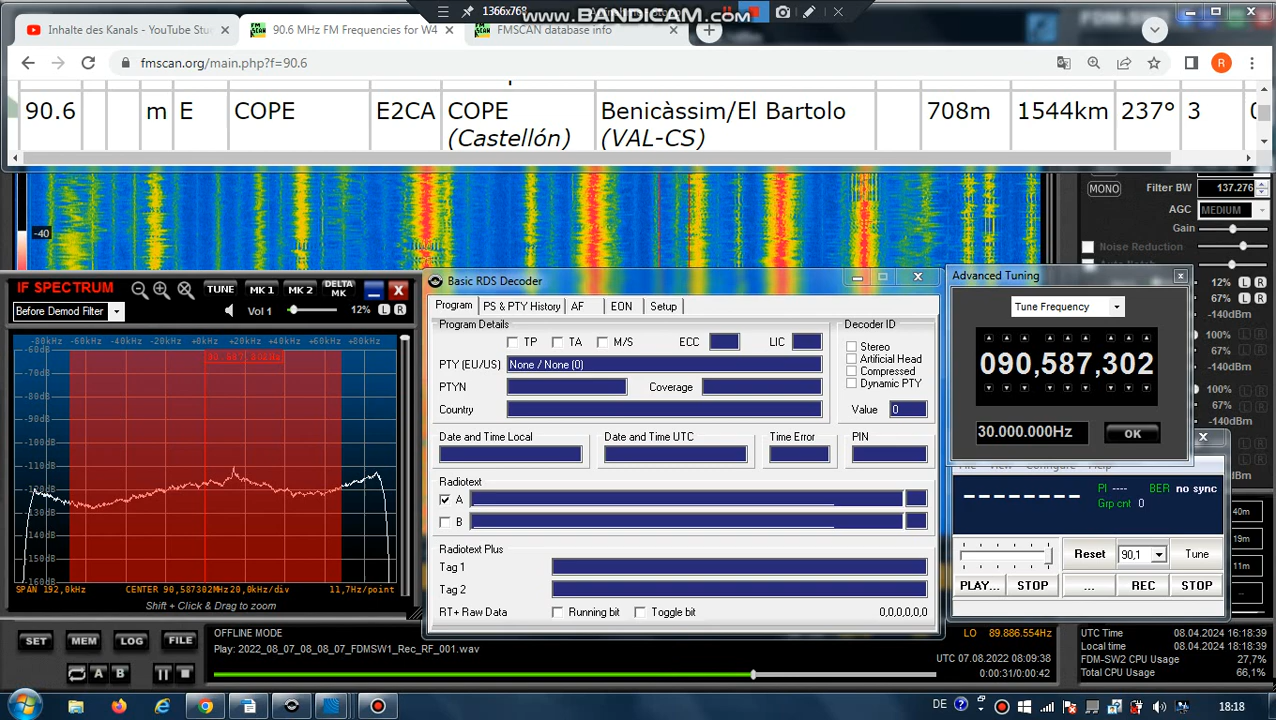 1366x768
www.BANDICAM.com
Inhalte des Kanals - YouTube Stu
90.6 MHz FM Frequencies for W4
FMSCAN database info
fmscan.org/main.php?f=90.6
R
90.6 m E COPE E2CA COPE Benicàssim/El Bartolo 708m 1544km 237° 3
(Castellón) (VAL-CS)
MONO Filter BW 137.276
AGC MEDIUM
Gain
Noise Reduction
-40
IF SPECTRUM TUNE MK 1 MK 2 DELTA MK
Before Demod Filter Vol 1 12% L R
-80kHz -60kHz -40kHz -20kHz +0kHz +20kHz +40kHz +60kHz +80kHz
-80dB
-90dB
-100dB
-110dB
-120dB
-130dB
-140dB
-150dB
SPAN 192,0kHz CENTER 90,587302MHz 20,0kHz/div 11,7Hz/point
Shift + Click & Drag to zoom
Basic RDS Decoder
Program PS & PTY History AF EON Setup
Program Details
TP TA M/S ECC LIC
PTY (EU/US) None / None (0)
PTYN Coverage
Country
Decoder ID
Stereo
Artificial Head
Compressed
Dynamic PTY
Value 0
Date and Time Local Date and Time UTC Time Error PIN
Radiotext
A
B
Radiotext Plus
Tag 1
Tag 2
RT+ Raw Data Running bit Toggle bit 0,0,0,0,0
Advanced Tuning
Tune Frequency
090,587,302
30.000.000Hz OK
12% L R
67% L R
-140dBm
100%
67%
-140dBm
100%
67%
-140dBm
PI ---- BER no sync
Grp cnt 0
Reset 90,1 Tune
PLAY... STOP ... REC STOP
40m
SET MEM LOG FILE
A B
OFFLINE MODE
Play: 2022_08_07_08_08_07_FDMSW1_Rec_RF_001.wav
LO 89.886.554Hz
UTC 07.08.2022 08:09:38
0:00:31/0:00:42
UTC Time 08.04.2024 16:18:39
Local time 08.04.2024 18:18:39
FDM-SW2 CPU Usage 27,7%
Total CPU Usage 66,1%
DE 18:18